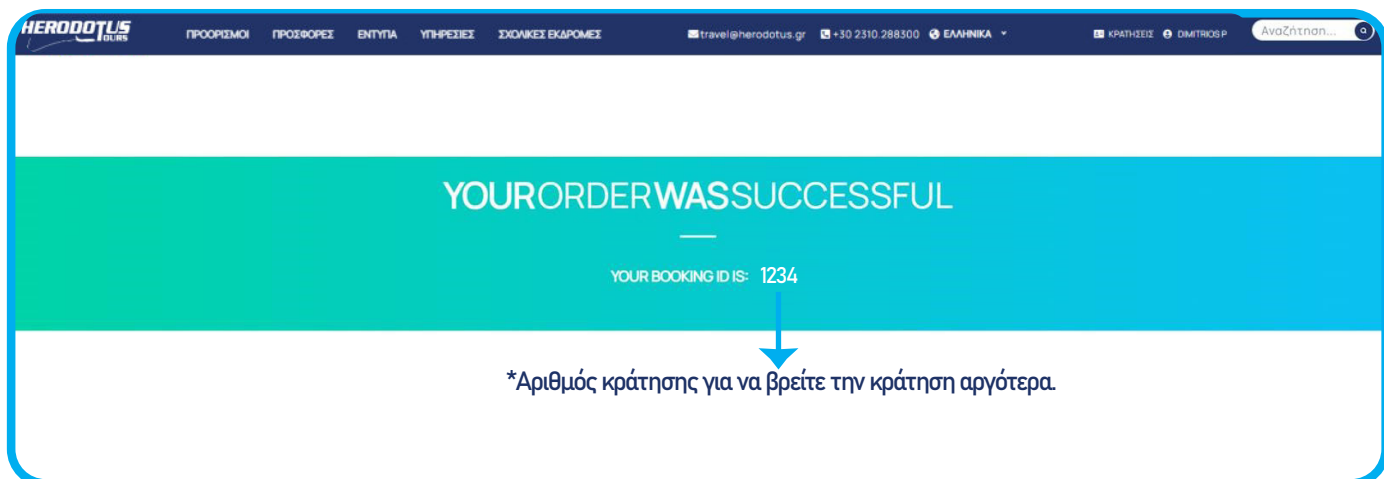 HERODOTUS
TOURS
ΠΡΟΟΡΙΣΜΟΙ ΠΡΟΣΦΟΡΕΣ ΕΝΤΥΠΑ ΥΠΗΡΕΣΙΕΣ ΣΧΟΛΙΚΕΣ ΕΚΔΡΟΜΕΣ travel@herodotus.gr +30 2310.288300 ΕΛΛΗΝΙΚΑ ΚΡΑΤΗΣΕΙΣ DIMITRIOS P Αναζήτηση...
YOURORDERWASSUCCESSFUL
YOUR BOOKING ID IS: 1234
*Αριθμός κράτησης για να βρείτε την κράτηση αργότερα.